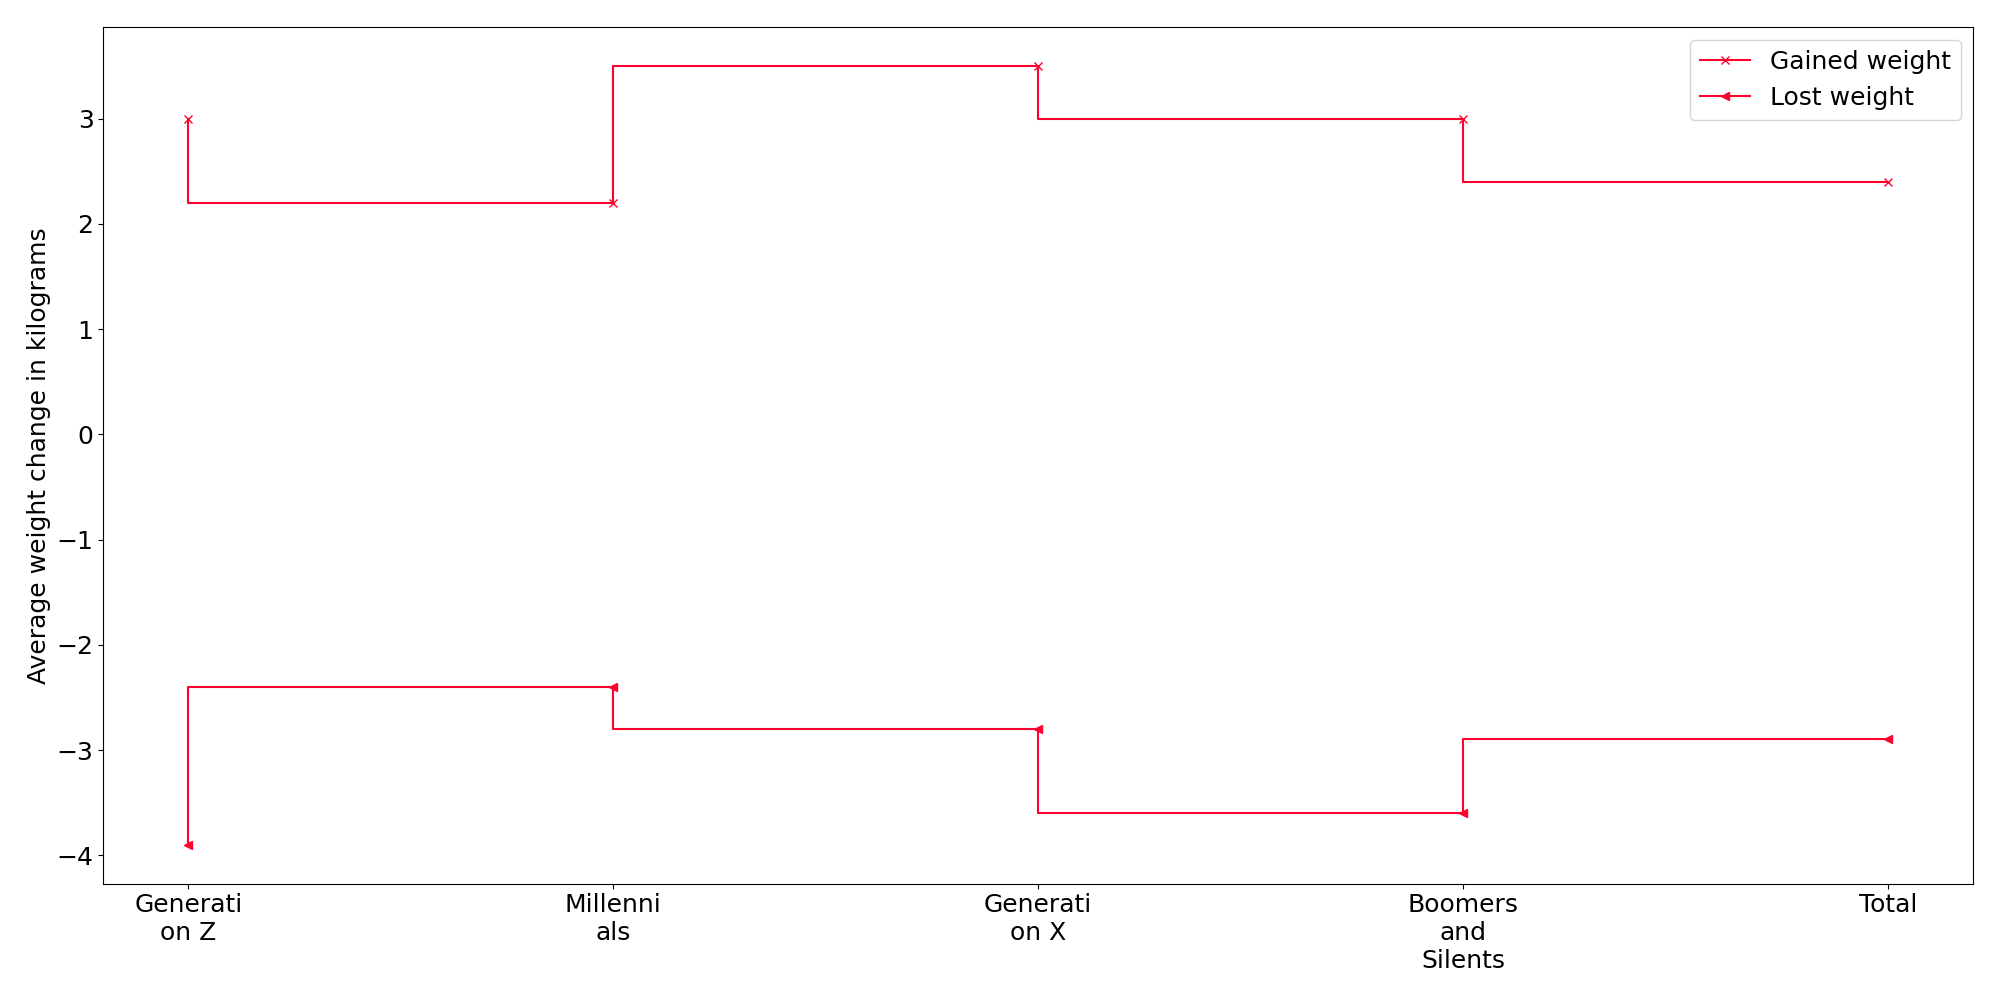 Gained weight
Lost weight
Average weight change in kilograms
3
2
1
0
−1
−2
−3
−4
Generati
on Z
Millenni
als
Generati
on X
Boomers
and
Silents
Total